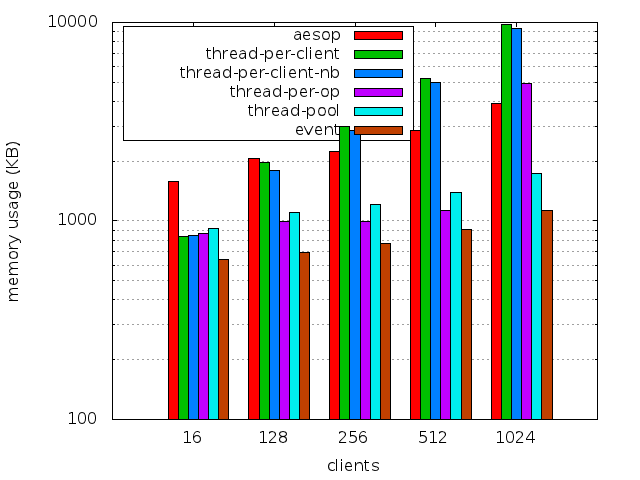 10000
aesop
thread-per-client
thread-per-client-nb
thread-per-op
thread-pool
event
memory usage (KB)
1000
100
16 128 256 512 1024
clients